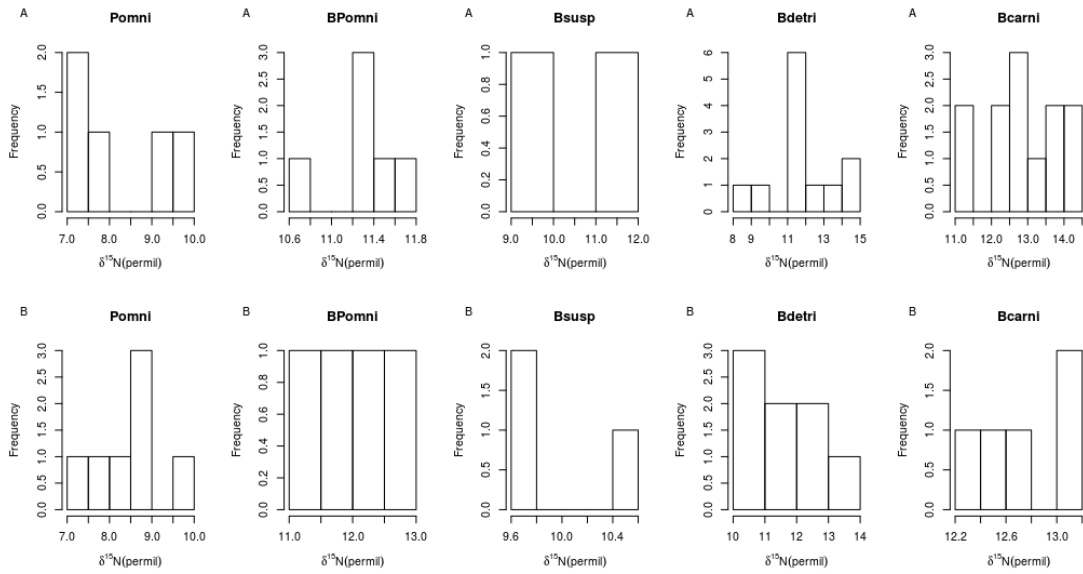 A Pomni
Frequency
0.0 0.5 1.0 1.5 2.0
7.0 8.0 9.0 10.0
δ15N(permil)
A BPomni
Frequency
0.0 0.5 1.0 1.5 2.0 2.5 3.0
10.6 11.0 11.4 11.8
δ15N(permil)
A Bsusp
Frequency
0.0 0.2 0.4 0.6 0.8 1.0
9.0 10.0 11.0 12.0
δ15N(permil)
A Bdetri
Frequency
0 1 2 3 4 5 6
8 9 11 13 15
δ15N(permil)
A Bcarni
Frequency
0.0 0.5 1.0 1.5 2.0 2.5 3.0
11.0 12.0 13.0 14.0
δ15N(permil)
B Pomni
Frequency
0.0 0.5 1.0 1.5 2.0 2.5 3.0
7.0 8.0 9.0 10.0
δ15N(permil)
B BPomni
Frequency
0.0 0.2 0.4 0.6 0.8 1.0
11.0 12.0 13.0
δ15N(permil)
B Bsusp
Frequency
0.0 0.5 1.0 1.5 2.0
9.6 10.0 10.4
δ15N(permil)
B Bdetri
Frequency
0.0 0.5 1.0 1.5 2.0 2.5 3.0
10 11 12 13 14
δ15N(permil)
B Bcarni
Frequency
0.0 0.5 1.0 1.5 2.0
12.2 12.6 13.0
δ15N(permil)